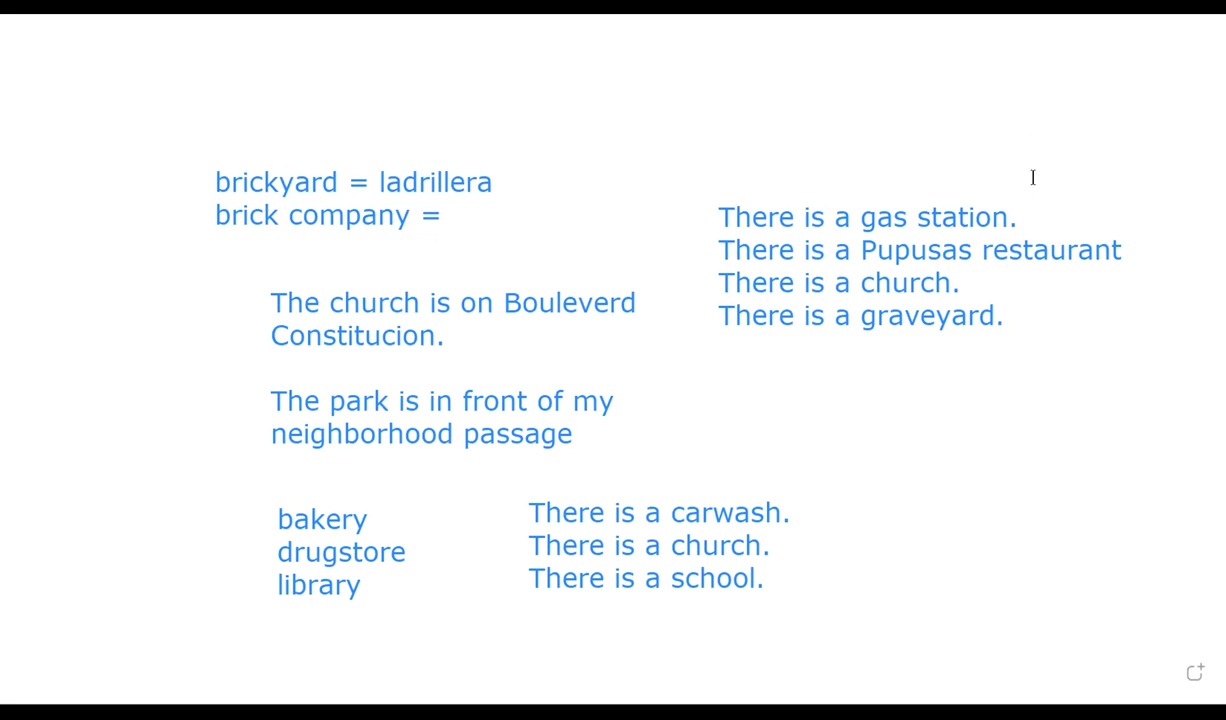 brickyard = ladrillera
brick company =
There is a gas station.
There is a Pupusas restaurant
There is a church.
There is a graveyard.
The church is on Bouleverd
Constitucion.
The park is in front of my
neighborhood passage
bakery
drugstore
library
There is a carwash.
There is a church.
There is a school.